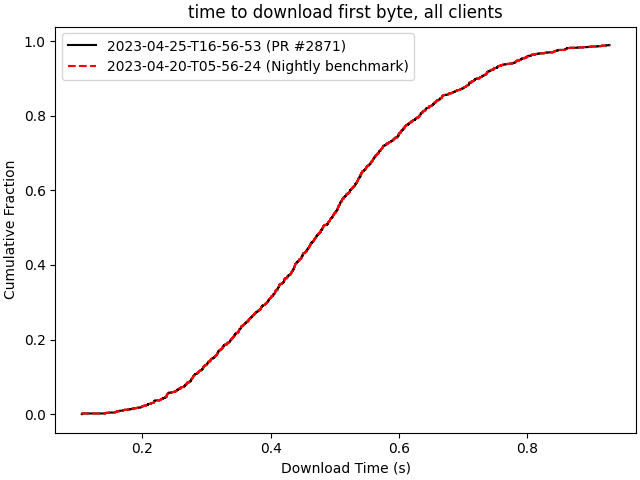 time to download first byte, all clients
2023-04-25-T16-56-53 (PR #2871)
2023-04-20-T05-56-24 (Nightly benchmark)
1.0
0.8
0.6
0.4
0.2
0.0
Cumulative Fraction
0.2
0.4
0.6
0.8
Download Time (s)